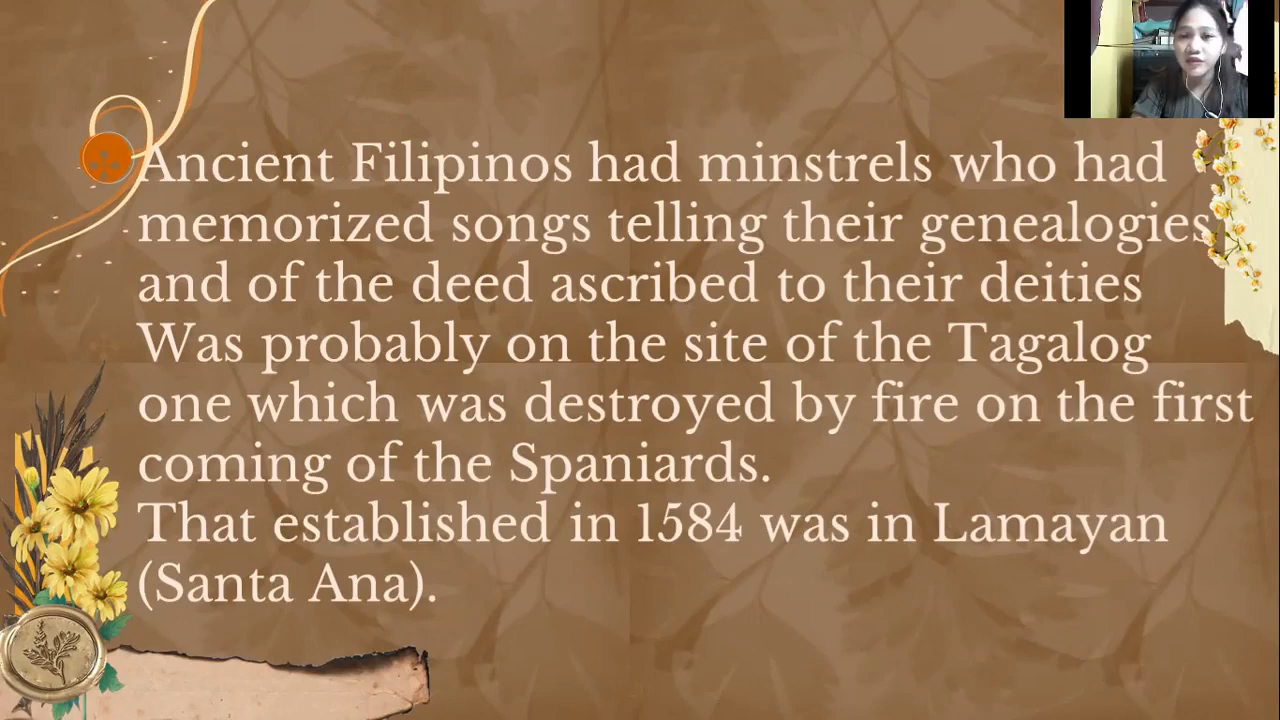 Ancient Filipinos had minstrels who had
memorized songs telling their genealogies
and of the deed ascribed to their deities
Was probably on the site of the Tagalog
one which was destroyed by fire on the first
coming of the Spaniards.
That established in 1584 was in Lamayan
(Santa Ana).